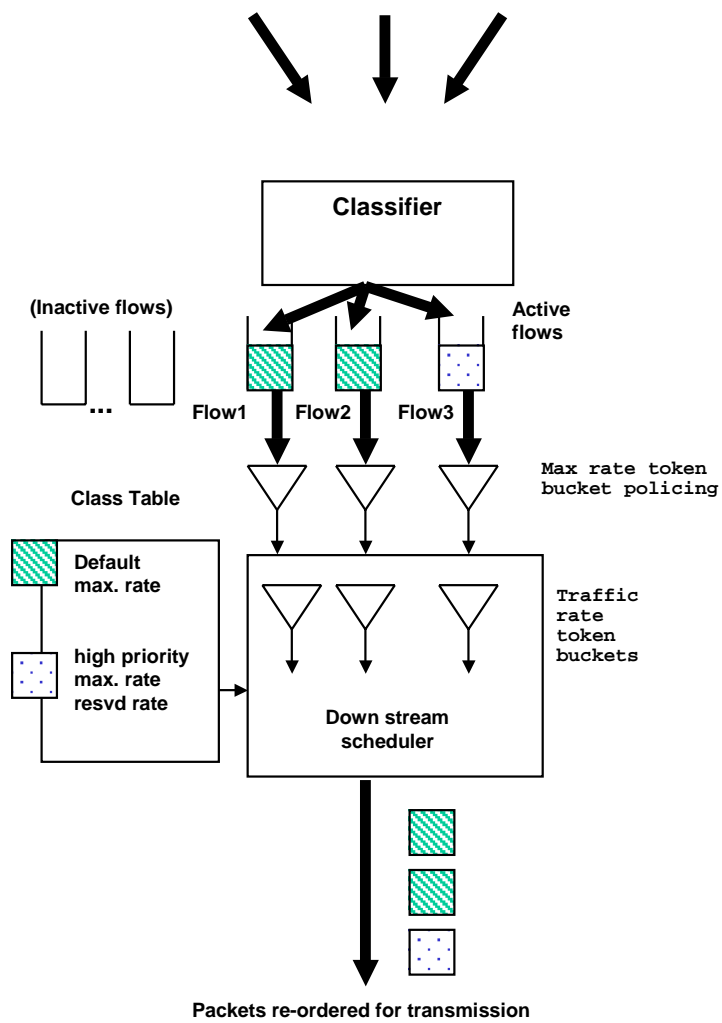 Classifier
(Inactive flows)
Active
flows
...
Flow1
Flow2
Flow3
Max rate token
bucket policing
Class Table
Default
max. rate
high priority
max. rate
resvd rate
Traffic
rate
token
buckets
Down stream
scheduler
Packets re-ordered for transmission